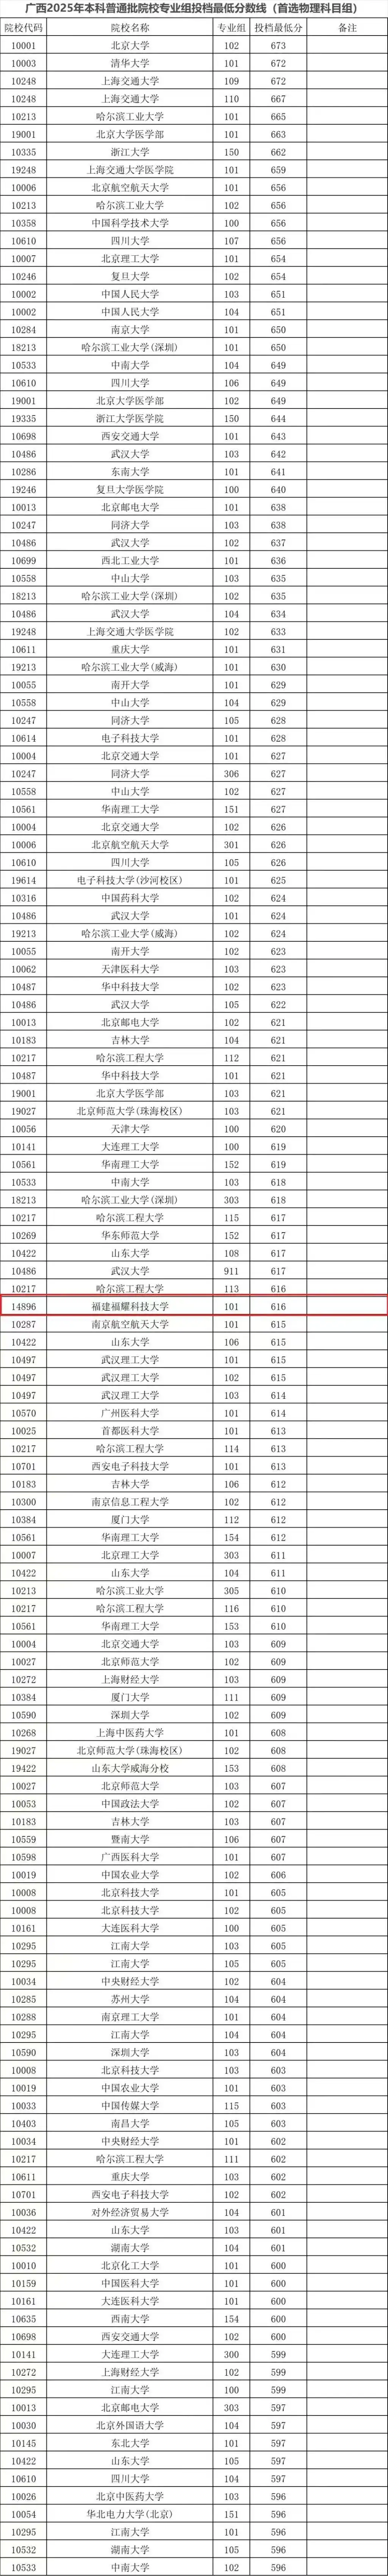 广西2025年本科普通批院校专业组投档最低分数线（首选物理科目组）
院校代码 院校名称 专业组 投档最低分 备注
10001 北京大学 102 673
10003 清华大学 101 672
10248 上海交通大学 109 672
10248 上海交通大学 110 667
10213 哈尔滨工业大学 101 665
19001 北京大学医学部 101 663
10335 浙江大学 150 662
19248 上海交通大学医学院 101 659
10006 北京航空航天大学 101 656
10213 哈尔滨工业大学 102 656
10358 中国科学技术大学 100 656
10610 四川大学 107 656
10007 北京理工大学 101 654
10246 复旦大学 102 654
10002 中国人民大学 103 651
10002 中国人民大学 104 651
10284 南京大学 101 650
18213 哈尔滨工业大学(深圳) 101 650
10533 中南大学 104 649
10610 四川大学 106 649
19001 北京大学医学部 102 649
19335 浙江大学医学院 150 644
10698 西安交通大学 101 643
10486 武汉大学 103 642
10286 东南大学 101 641
19246 复旦大学医学院 100 640
10013 北京邮电大学 101 638
10247 同济大学 103 638
10486 武汉大学 102 637
10699 西北工业大学 101 636
10558 中山大学 103 635
18213 哈尔滨工业大学(深圳) 102 635
10486 武汉大学 104 634
19248 上海交通大学医学院 102 633
10611 重庆大学 101 631
19213 哈尔滨工业大学(威海) 101 630
10055 南开大学 101 629
10558 中山大学 104 629
10247 同济大学 105 628
10614 电子科技大学 101 628
10004 北京交通大学 101 627
10247 同济大学 306 627
10558 中山大学 102 627
10561 华南理工大学 151 627
10004 北京交通大学 102 626
10006 北京航空航天大学 301 626
10610 四川大学 105 626
19614 电子科技大学(沙河校区) 101 625
10316 中国药科大学 102 624
10486 武汉大学 101 624
19213 哈尔滨工业大学(威海) 102 624
10055 南开大学 102 623
10062 天津医科大学 103 623
10487 华中科技大学 102 623
10486 武汉大学 105 622
10013 北京邮电大学 102 621
10183 吉林大学 104 621
10217 哈尔滨工程大学 112 621
10487 华中科技大学 101 621
19001 北京大学医学部 103 621
19027 北京师范大学(珠海校区) 103 621
10056 天津大学 100 620
10141 大连理工大学 100 619
10561 华南理工大学 152 619
10533 中南大学 103 618
18213 哈尔滨工业大学(深圳) 303 618
10217 哈尔滨工程大学 115 617
10269 华东师范大学 152 617
10422 山东大学 108 617
10486 武汉大学 911 617
10217 哈尔滨工程大学 113 616
14896 福建福耀科技大学 101 616
10287 南京航空航天大学 101 615
10422 山东大学 106 615
10497 武汉理工大学 101 615
10497 武汉理工大学 102 615
10497 武汉理工大学 103 614
10570 广州医科大学 101 614
10025 首都医科大学 101 613
10217 哈尔滨工程大学 114 613
10701 西安电子科技大学 101 613
10183 吉林大学 106 612
10300 南京信息工程大学 102 612
10384 厦门大学 112 612
10561 华南理工大学 154 612
10007 北京理工大学 303 611
10422 山东大学 104 611
10213 哈尔滨工业大学 305 610
10217 哈尔滨工程大学 116 610
10561 华南理工大学 153 610
10004 北京交通大学 103 609
10027 北京师范大学 102 609
10272 上海财经大学 103 609
10384 厦门大学 111 609
10590 深圳大学 102 609
10268 上海中医药大学 101 608
19027 北京师范大学(珠海校区) 102 608
19422 山东大学威海分校 153 608
10027 北京师范大学 103 607
10053 中国政法大学 102 607
10183 吉林大学 103 607
10559 暨南大学 106 607
10598 广西医科大学 101 607
10019 中国农业大学 102 606
10008 北京科技大学 101 605
10008 北京科技大学 102 605
10161 大连医科大学 100 605
10295 江南大学 103 605
10295 江南大学 105 605
10034 中央财经大学 102 604
10285 苏州大学 104 604
10288 南京理工大学 101 604
10295 江南大学 104 604
10590 深圳大学 103 604
10008 北京科技大学 103 603
10019 中国农业大学 101 603
10033 中国传媒大学 115 603
10403 南昌大学 105 603
10034 中央财经大学 101 602
10217 哈尔滨工程大学 111 602
10611 重庆大学 103 602
10701 西安电子科技大学 102 602
10036 对外经济贸易大学 104 601
10422 山东大学 103 601
10532 湖南大学 104 601
10010 北京化工大学 101 600
10159 中国医科大学 101 600
10161 大连医科大学 101 600
10635 西南大学 154 600
10698 西安交通大学 102 600
10141 大连理工大学 300 599
10272 上海财经大学 102 599
10295 江南大学 100 599
10013 北京邮电大学 303 597
10030 北京外国语大学 104 597
10145 东北大学 101 597
10422 山东大学 105 597
10610 四川大学 104 597
10026 北京中医药大学 103 596
10054 华北电力大学(北京) 151 596
10295 江南大学 101 596
10532 湖南大学 105 596
10533 中南大学 102 596